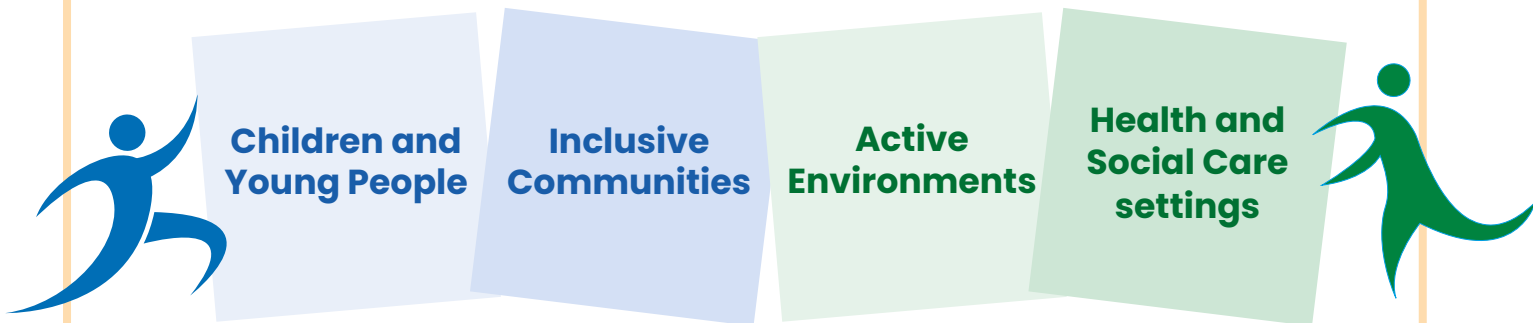 Children and
Young People
Inclusive
Communities
Active
Environments
Health and
Social Care
settings